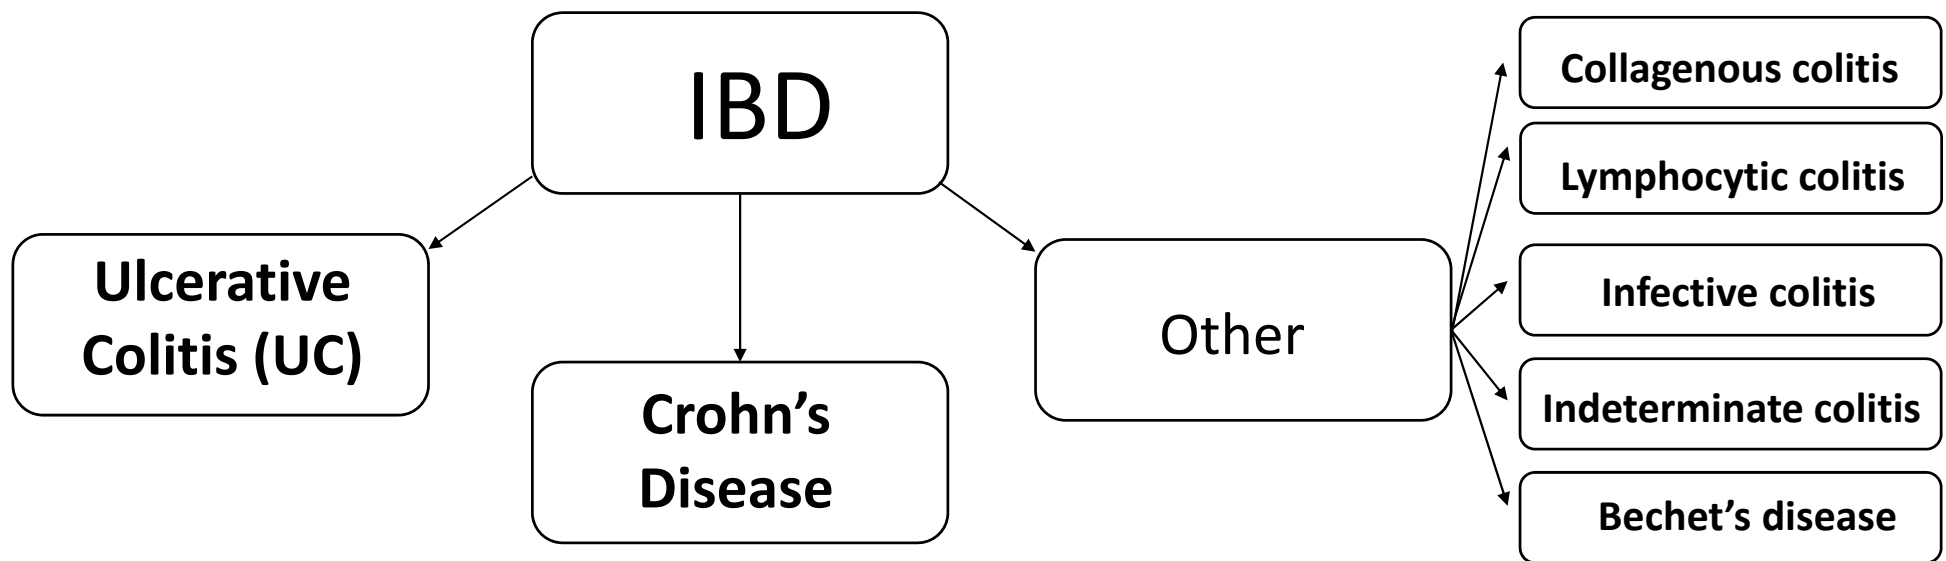 IBD
Ulcerative
Colitis (UC)
Crohn’s
Disease
Other
Collagenous colitis
Lymphocytic colitis
Infective colitis
Indeterminate colitis
Bechet’s disease